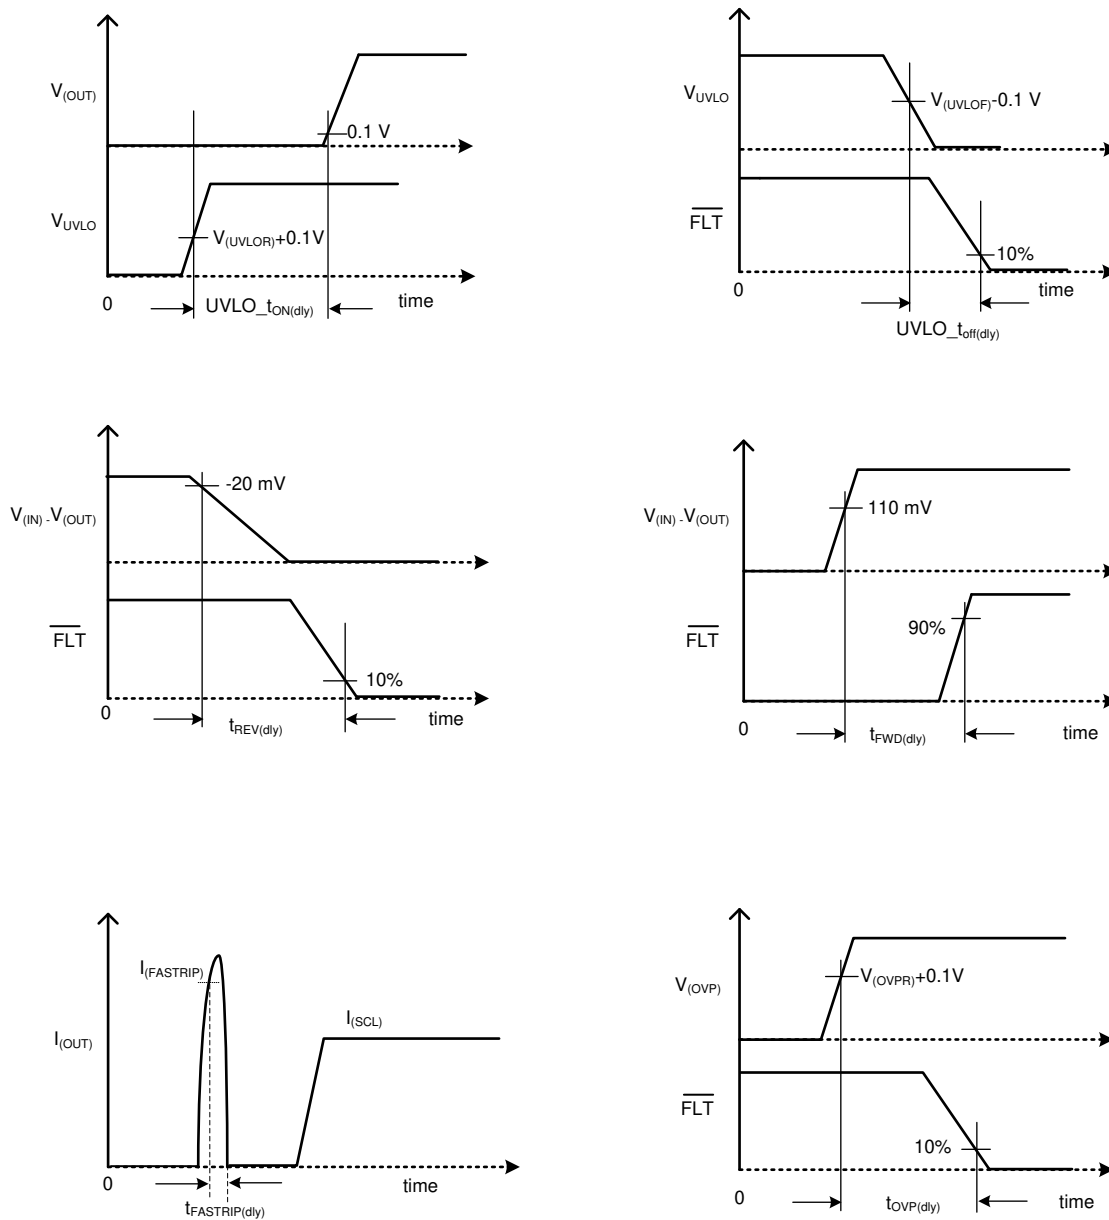 V(OUT)
0.1 V
VUVLO
V(UVLOR)+0.1V
0
UVLO_tON(dly)
time
VUVLO
V(UVLOF)-0.1 V
FLT
10%
0
time
UVLO_toff(dly)
V(IN) - V(OUT)
-20 mV
FLT
10%
0
tREV(dly)
time
V(IN) - V(OUT)
110 mV
FLT
90%
0
tFWD(dly)
time
I(FASTRIP)
I(OUT)
I(SCL)
0
time
tFASTRIP(dly)
V(OVP)
V(OVPR)+0.1V
FLT
10%
0
tOVP(dly)
time